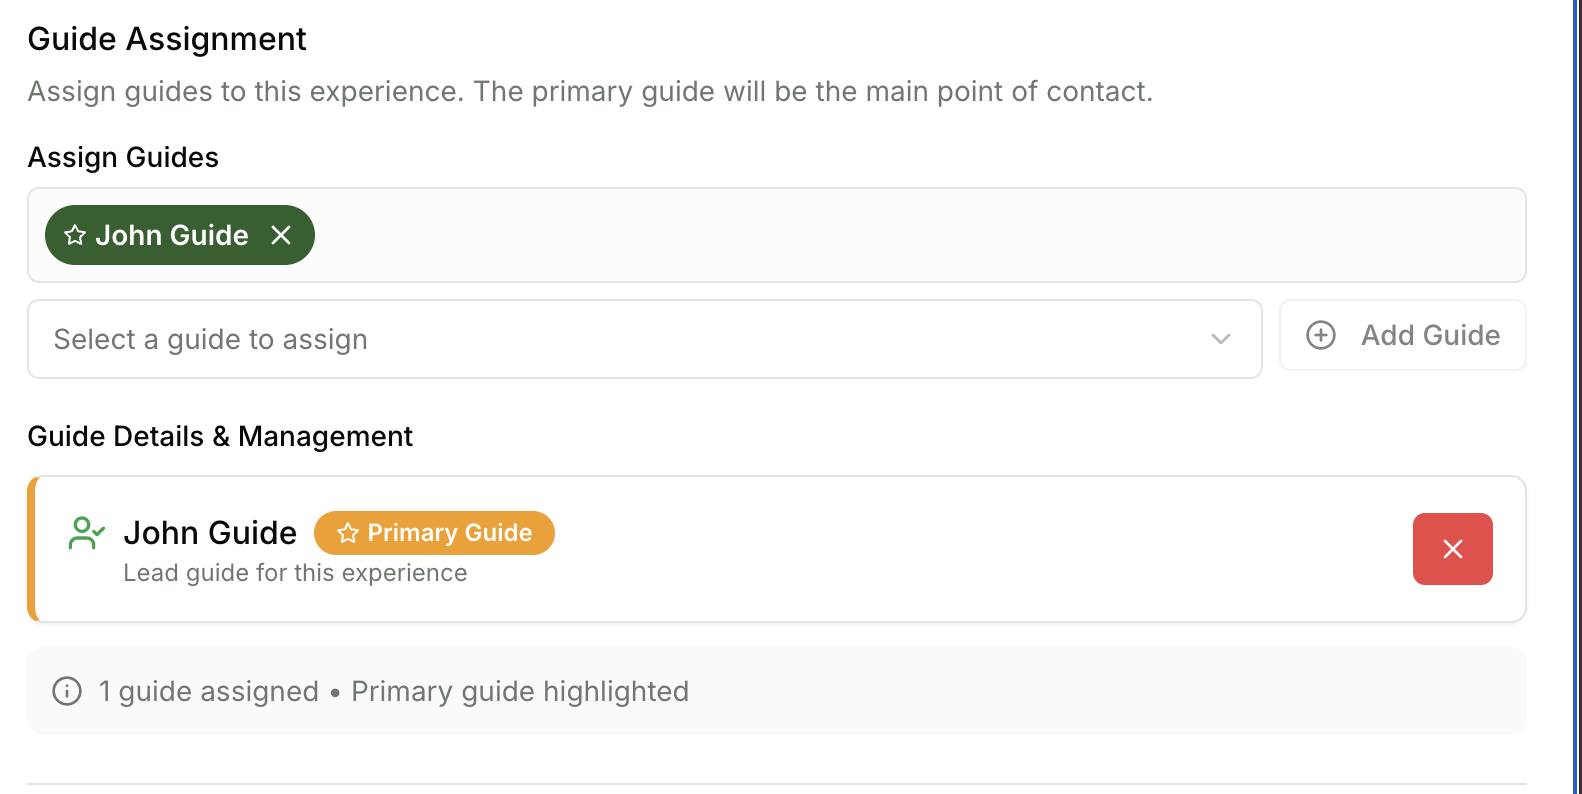 Guide Assignment
Assign guides to this experience. The primary guide will be the main point of contact.
Assign Guides
John Guide
Select a guide to assign
Add Guide
Guide Details & Management
John Guide
Primary Guide
Lead guide for this experience
1 guide assigned • Primary guide highlighted